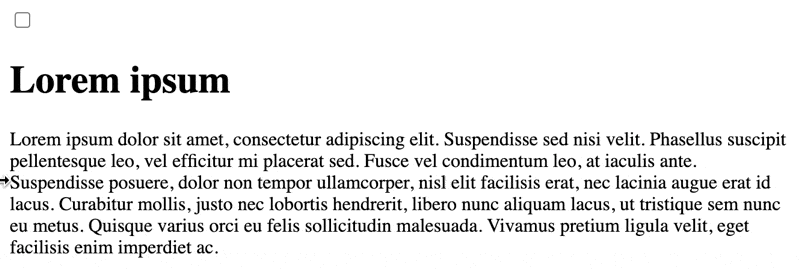 Lorem ipsum
Lorem ipsum dolor sit amet, consectetur adipiscing elit. Suspendisse sed nisi velit. Phasellus suscipit
pellentesque leo, vel efficitur mi placerat sed. Fusce vel condimentum leo, at iaculis ante.
Suspendisse posuere, dolor non tempor ullamcorper, nisl elit facilisis erat, nec lacinia augue erat id
lacus. Curabitur mollis, justo nec lobortis hendrerit, libero nunc aliquam lacus, ut tristique sem nunc
eu metus. Quisque varius orci eu felis sollicitudin malesuada. Vivamus pretium ligula velit, eget
facilisis enim imperdiet ac.